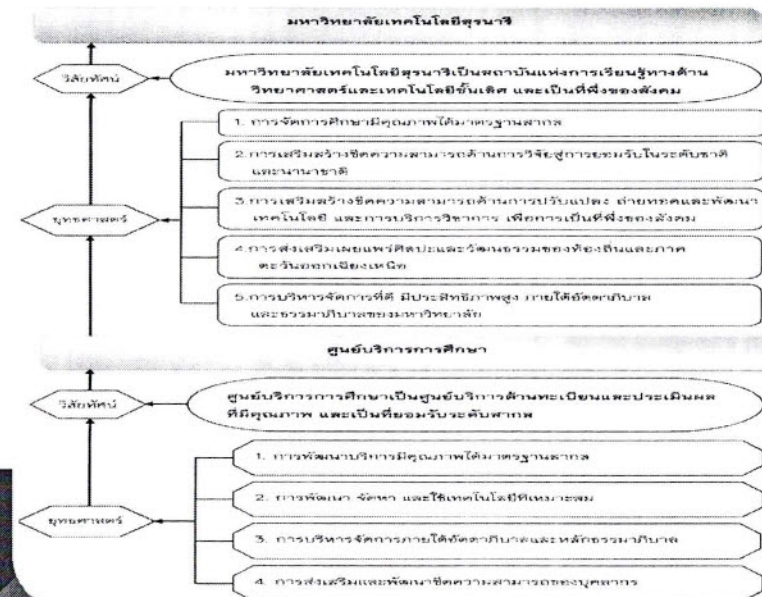 มหาวิทยาลัยเทคโนโลยีสุรนารี
วิสัยทัศน์
มหาวิทยาลัยเทคโนโลยีสุรนารีเป็นสถาบันแห่งการเรียนรู้ทางด้าน
วิทยาศาสตร์และเทคโนโลยีชั้นเลิศ และเป็นที่พึ่งของสังคม
ยุทธศาสตร์
1. การจัดการศึกษามีคุณภาพได้มาตรฐานสากล
2.การเสริมสร้างขีดความสามารถด้านการวิจัยสู่การยอมรับในระดับชาติ
และนานาชาติ
3.การเสริมสร้างขีดความสามารถด้านการปรับแปลง ถ่ายทอดและพัฒนา
เทคโนโลยี และการบริการวิชาการ เพื่อการเป็นที่พึ่งของสังคม
4.การส่งเสริมเผยแพร่ศิลปะและวัฒนธรรมของท้องถิ่นและภาค
ตะวันออกเฉียงเหนือ
5.การบริหารจัดการที่ดี มีประสิทธิภาพสูง ภายใต้อัตตาภิบาล
และธรรมาภิบาลของมหาวิทยาลัย
ศูนย์บริการการศึกษา
วิสัยทัศน์
ศูนย์บริการการศึกษาเป็นศูนย์บริการด้านทะเบียนและประเมินผล
ที่มีคุณภาพ และเป็นที่ยอมรับระดับสากล
ยุทธศาสตร์
1. การพัฒนาบริการมีคุณภาพได้มาตรฐานสากล
2. การพัฒนา จัดหา และใช้เทคโนโลยีที่เหมาะสม
3. การบริหารจัดการภายใต้อัตตาภิบาลและหลักธรรมาภิบาล
4. การส่งเสริมและพัฒนาขีดความสามารถของบุคลากร